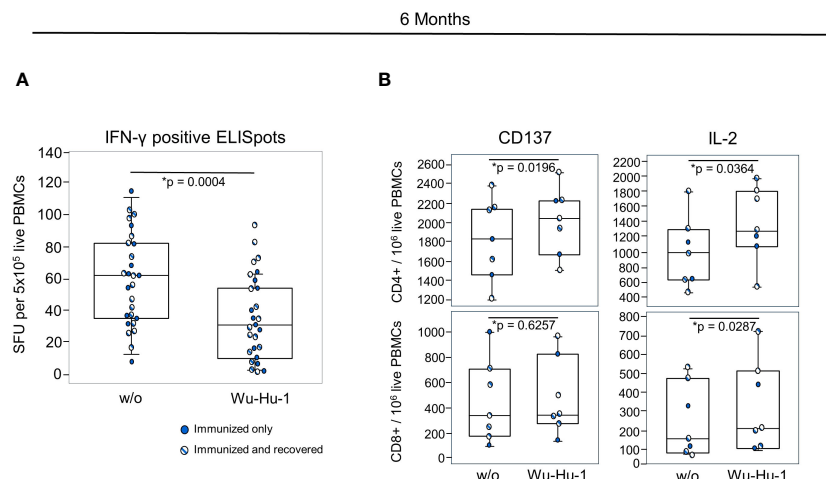 6 Months
A
B
IFN-γ positive ELISpots
SFU per 5x10⁵ live PBMCs
140
120
100
80
60
40
20
0
*p = 0.0004
w/o
Wu-Hu-1
Immunized only
Immunized and recovered
CD137
CD4+ / 10⁶ live PBMCs
2600
2400
2200
2000
1800
1600
1400
1200
*p = 0.0196
IL-2
2200
2000
1800
1600
1400
1200
1000
800
600
400
*p = 0.0364
CD8+ / 10⁶ live PBMCs
1000
800
600
400
200
0
* p = 0.6257
w/o
Wu-Hu-1
800
700
600
500
400
300
200
100
0
*p = 0.0287
w/o
Wu-Hu-1